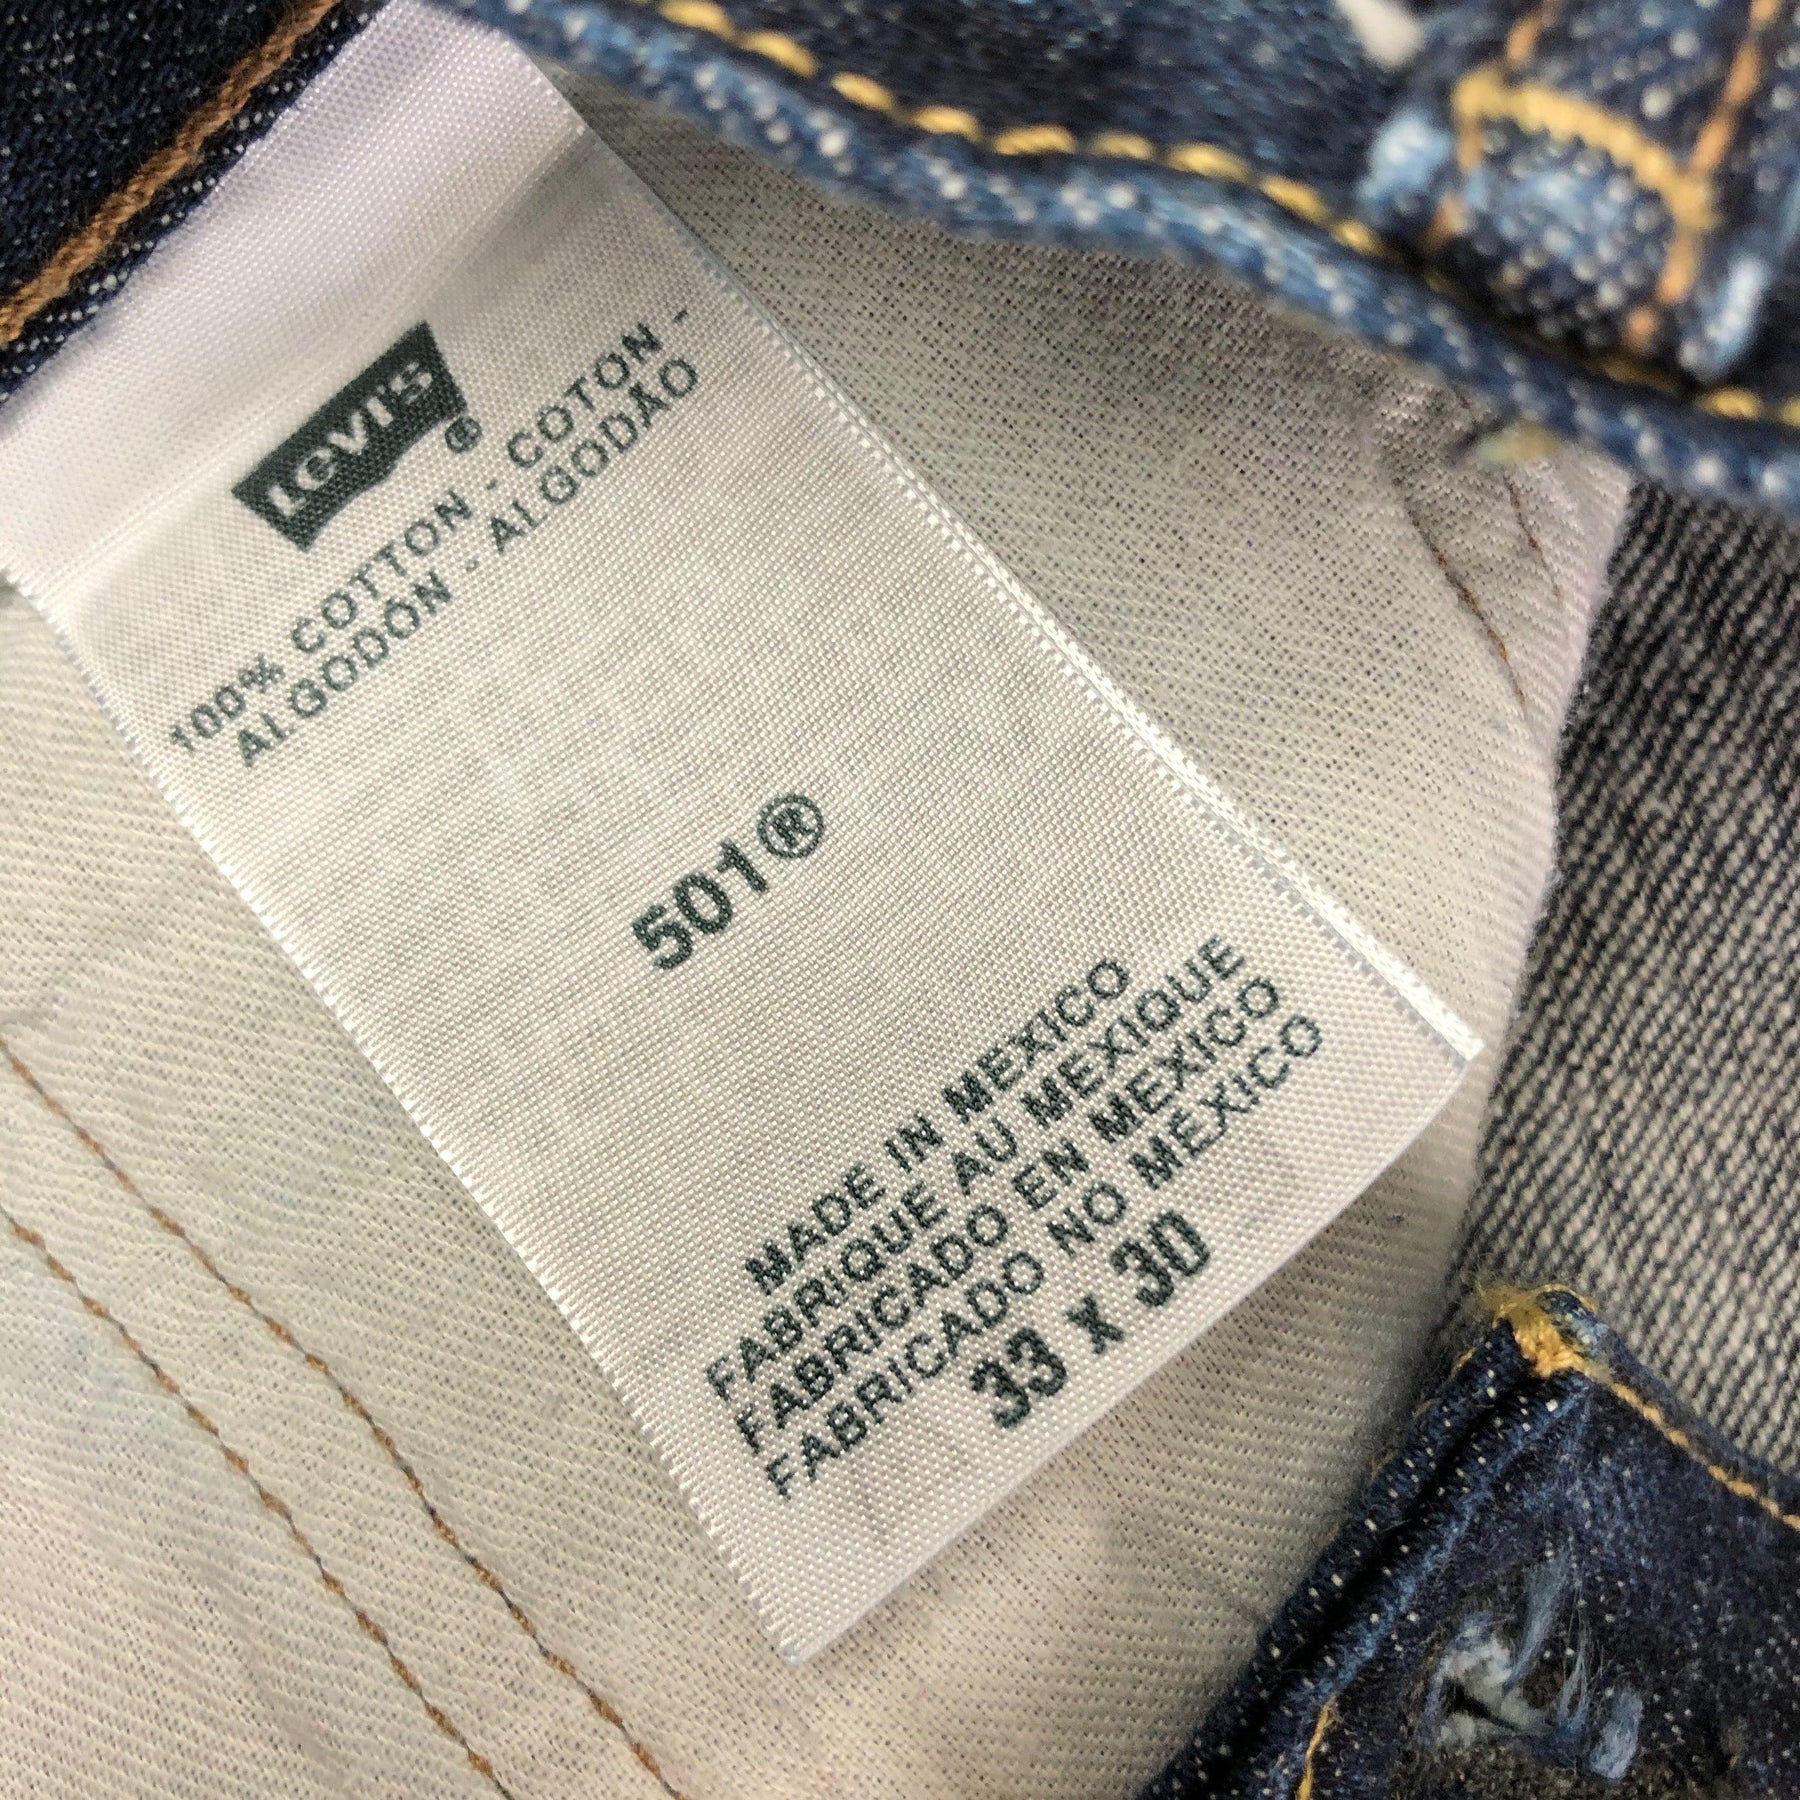 Levi's®
100% COTTON - COTON -
ALGODÓN - ALGODÃO
501®
MADE IN MEXICO
FABRIQUE AU MEXIQUE
FABRICADO EN MEXICO
FABRICADO NO MÉXICO
33 x 30